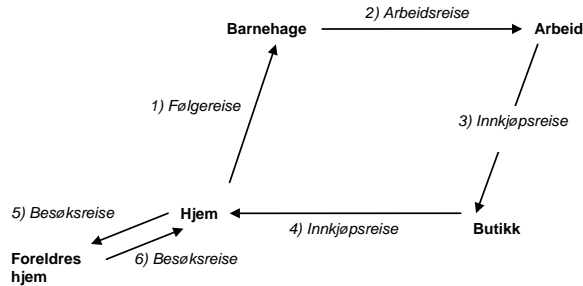 Barnehage
2) Arbeidsreise
Arbeid
1) Følgereise
3) Innkjøpsreise
5) Besøksreise
Hjem
4) Innkjøpsreise
Butikk
Foreldres
hjem
6) Besøksreise